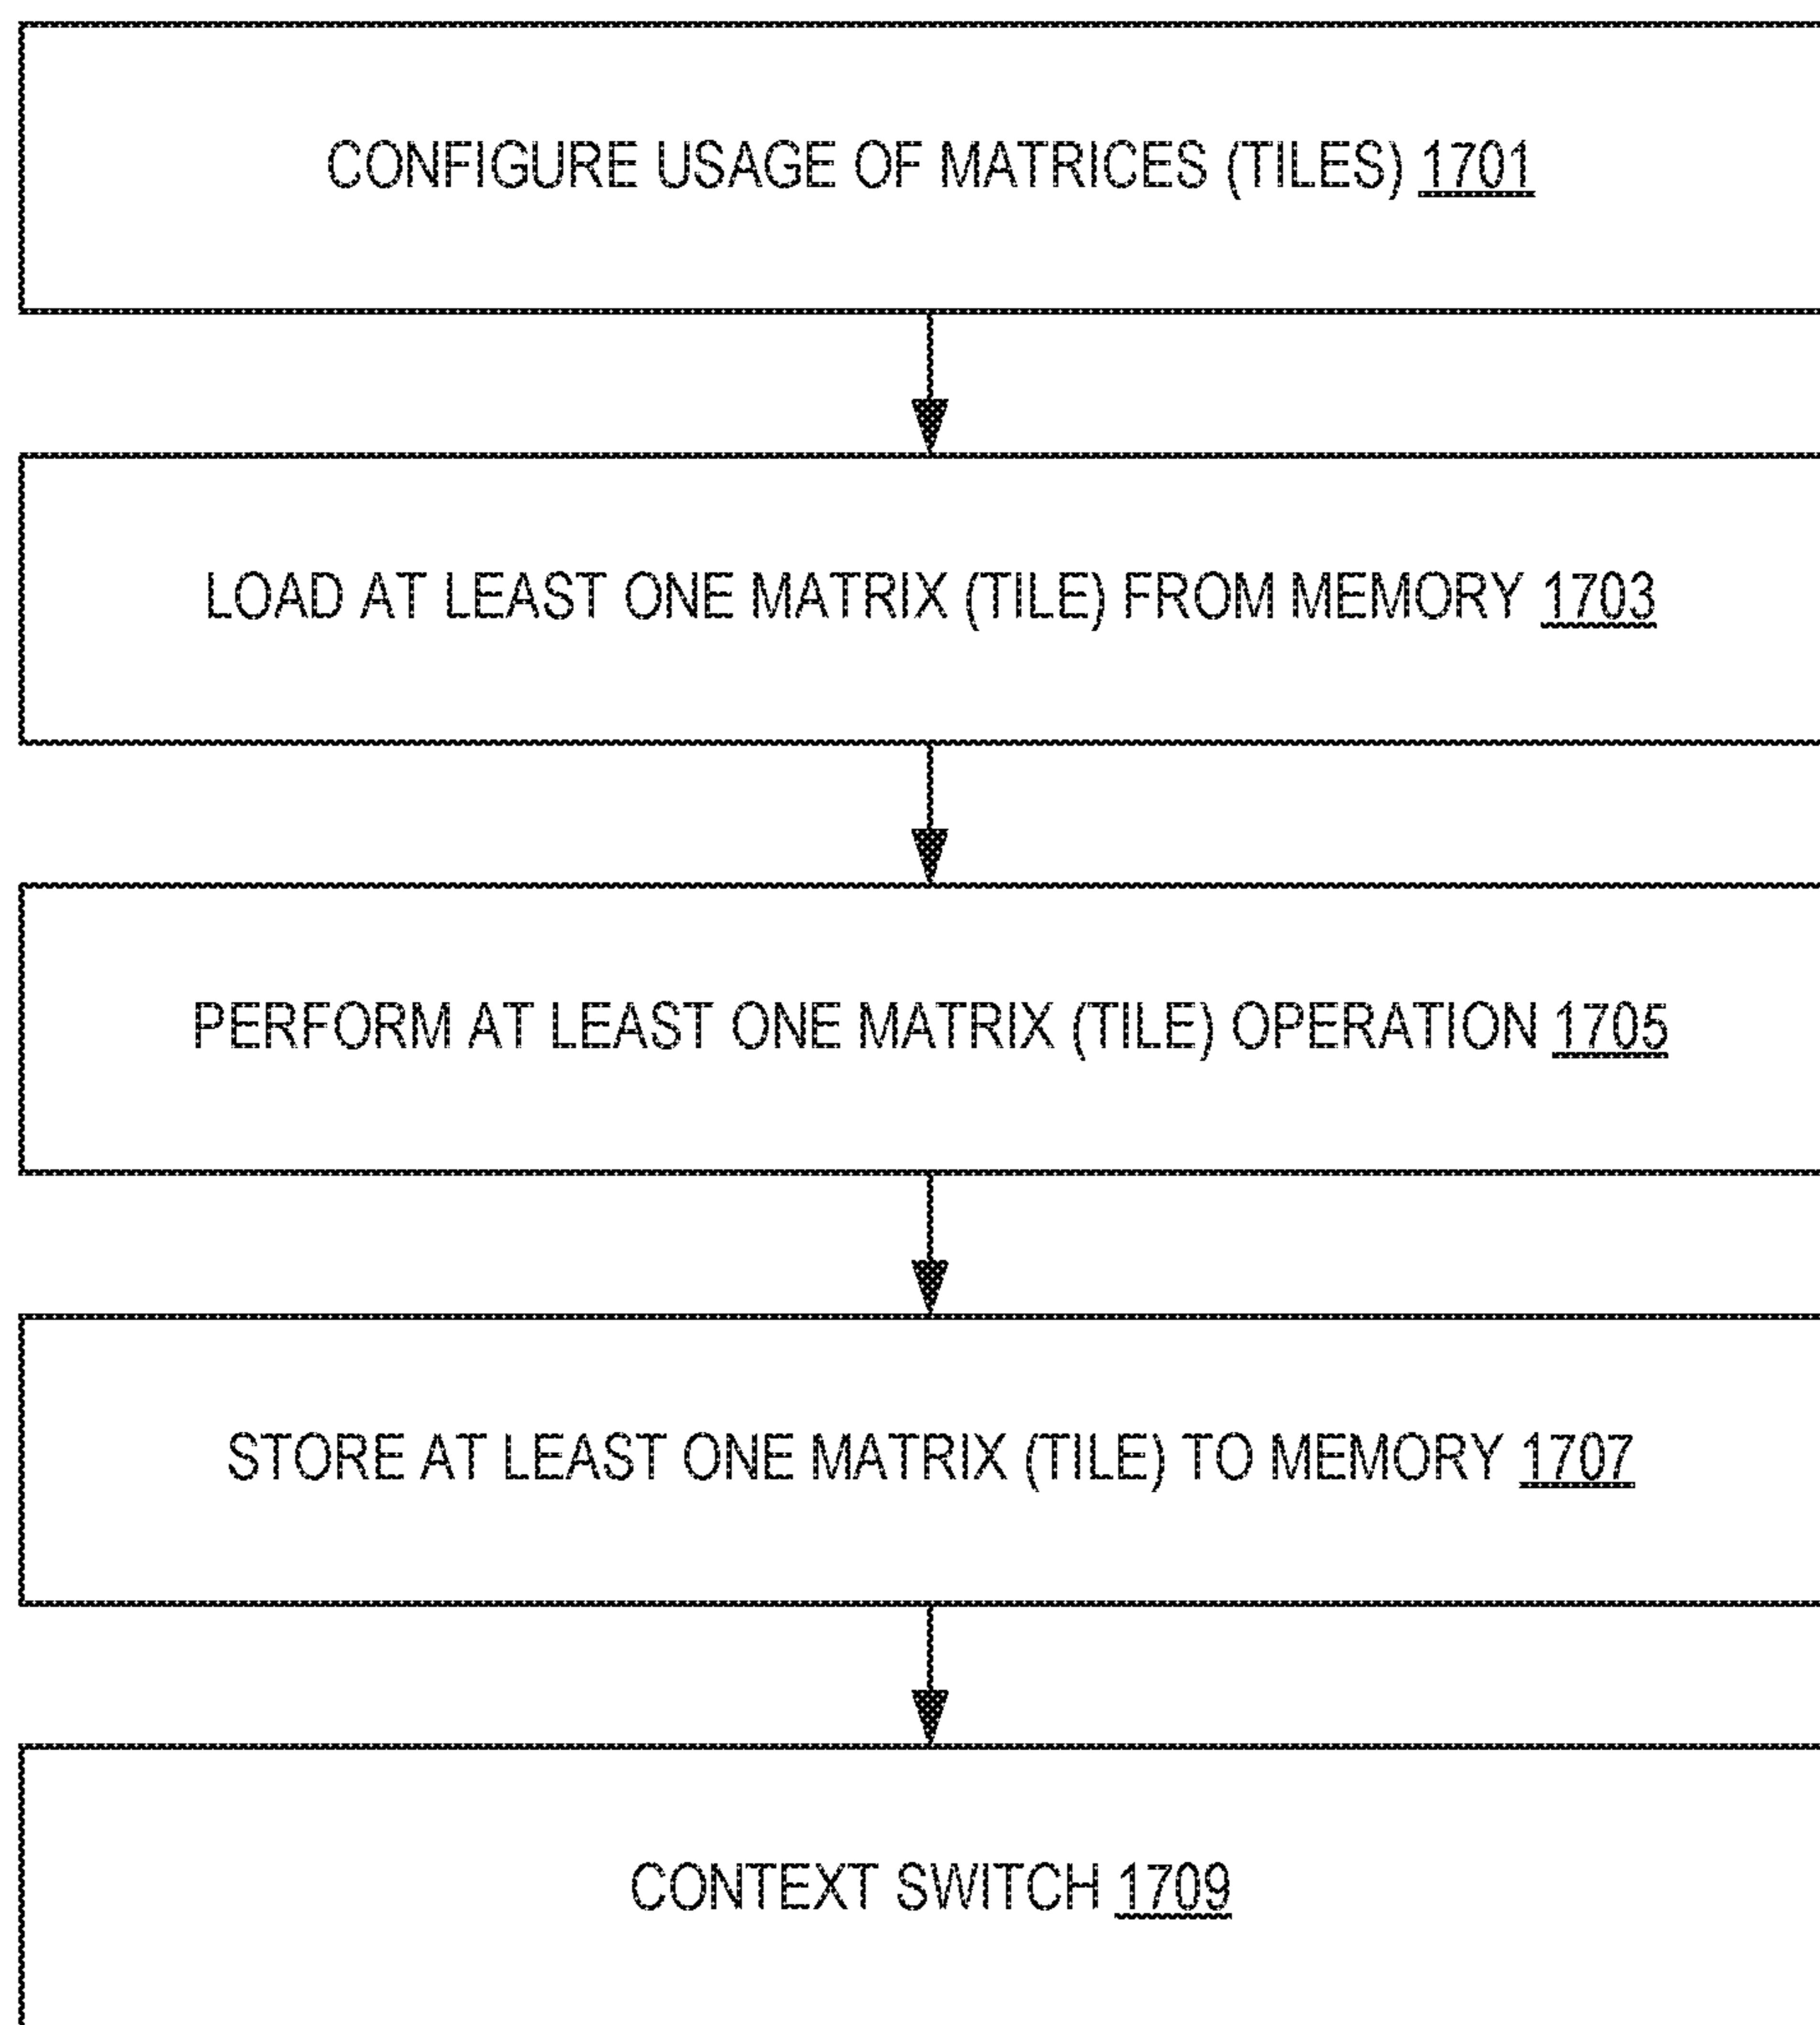 CONFIGURE USAGE OF MATRICES (TILES) 1701
LOAD AT LEAST ONE MATRIX (TILE) FROM MEMORY 1703
PERFORM AT LEAST ONE MATRIX (TILE) OPERATION 1705
STORE AT LEAST ONE MATRIX (TILE) TO MEMORY 1707
CONTEXT SWITCH 1709